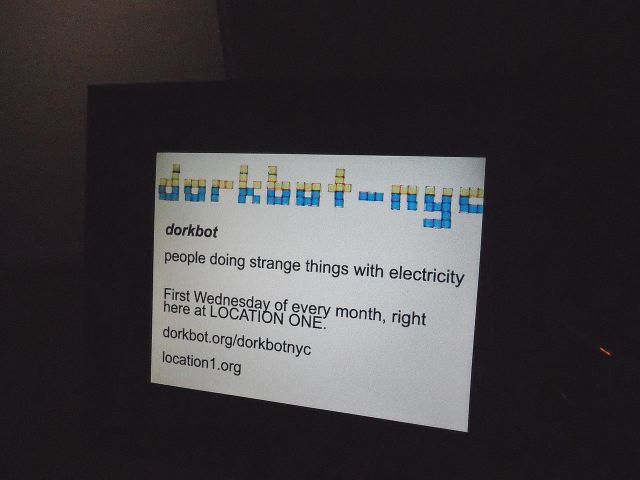 dorkbot-nyc
dorkbot
people doing strange things with electricity
First Wednesday of every month, right
here at LOCATION ONE.
dorkbot.org/dorkbotnyc
location1.org